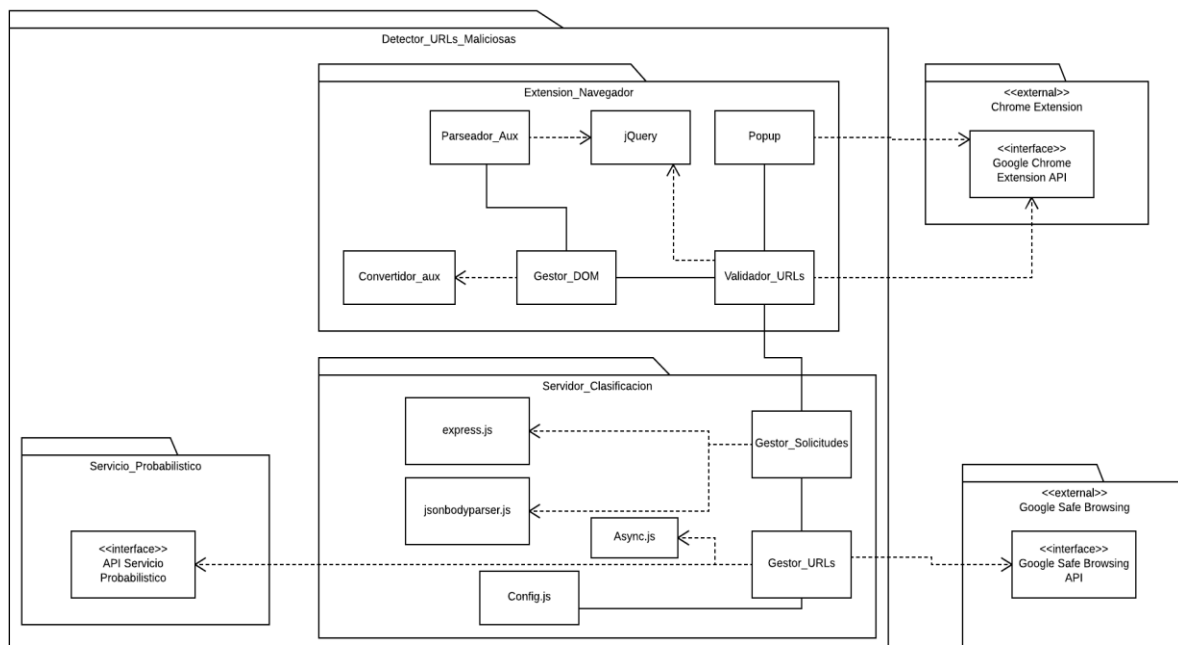 Detector_URLs_Maliciosas
Extension_Navegador
Parseador_Aux
jQuery
Popup
Convertidor_aux
Gestor_DOM
Validador_URLs
<<external>>
Chrome Extension
<<interface>>
Google Chrome
Extension API
Servidor_Clasificacion
express.js
Gestor_Solicitudes
jsonbodyparser.js
Async.js
Gestor_URLs
Config.js
Servicio_Probabilistico
<<interface>>
API Servicio
Probabilistico
<<external>>
Google Safe Browsing
<<interface>>
Google Safe Browsing
API